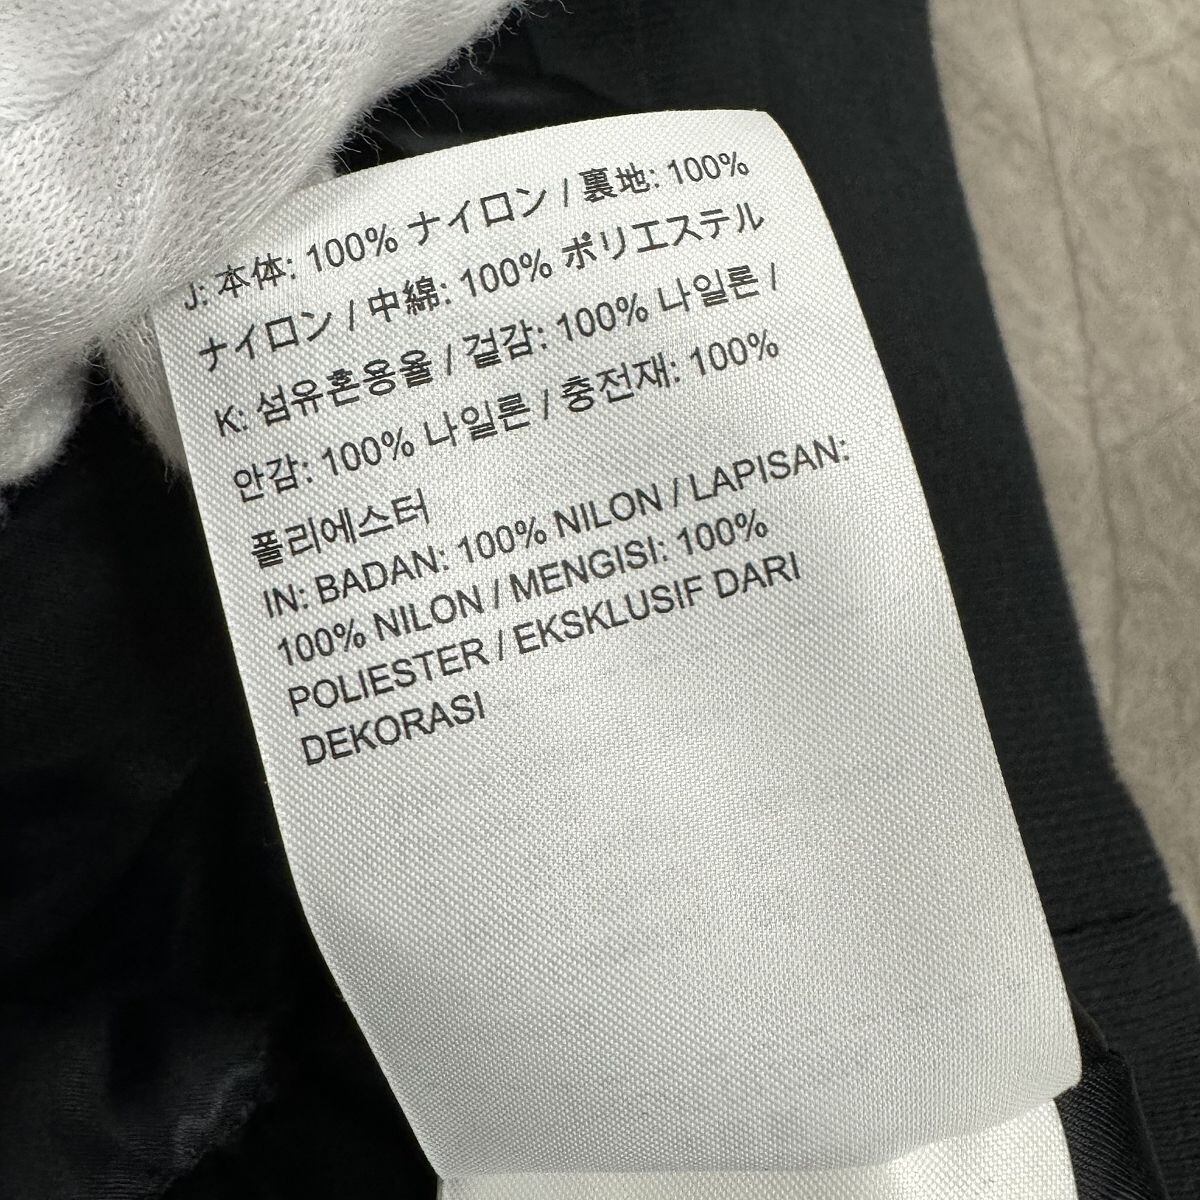 J: 本体: 100% ナイロン / 裏地: 100%
ナイロン / 中綿: 100% ポリエステル
K: 섬유혼용율 / 겉감: 100% 나일론 /
안감: 100% 나일론 / 충전재: 100%
폴리에스터
IN: BADAN: 100% NILON / LAPISAN:
100% NILON / MENGISI: 100%
POLIESTER / EKSKLUSIF DARI
DEKORASI